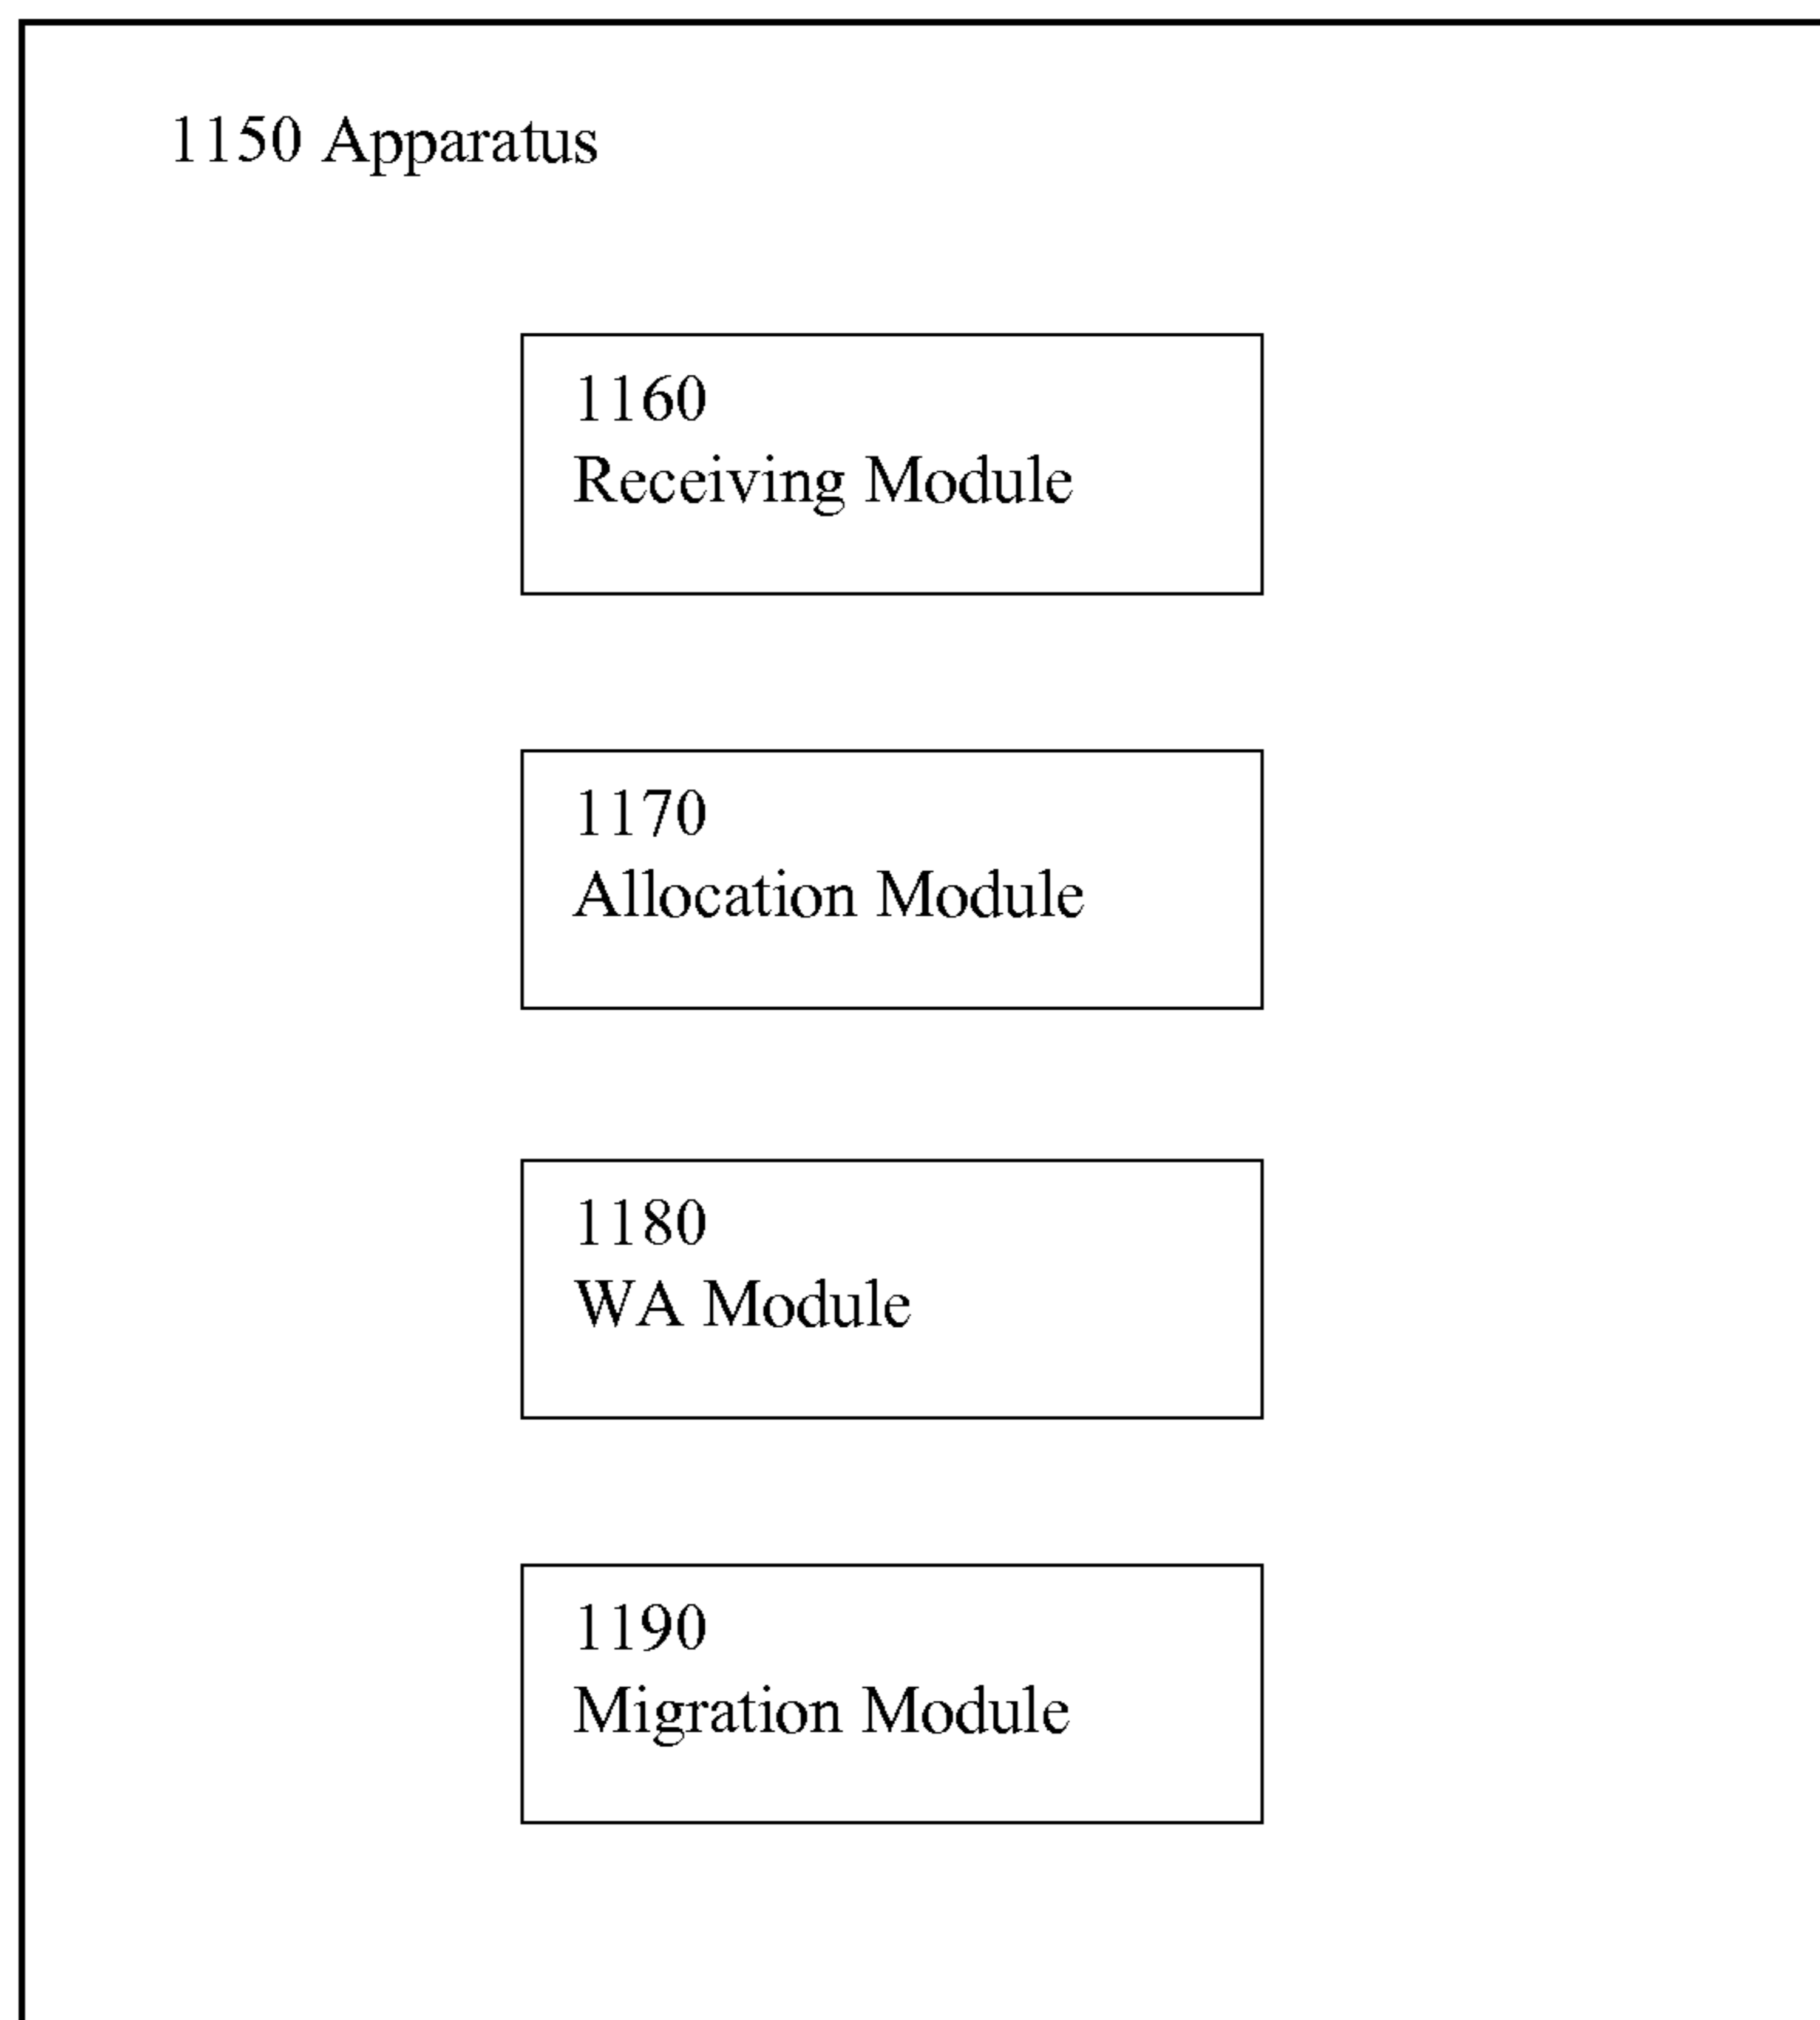 1150 Apparatus
1160
Receiving Module
1170
Allocation Module
1180
WA Module
1190
Migration Module